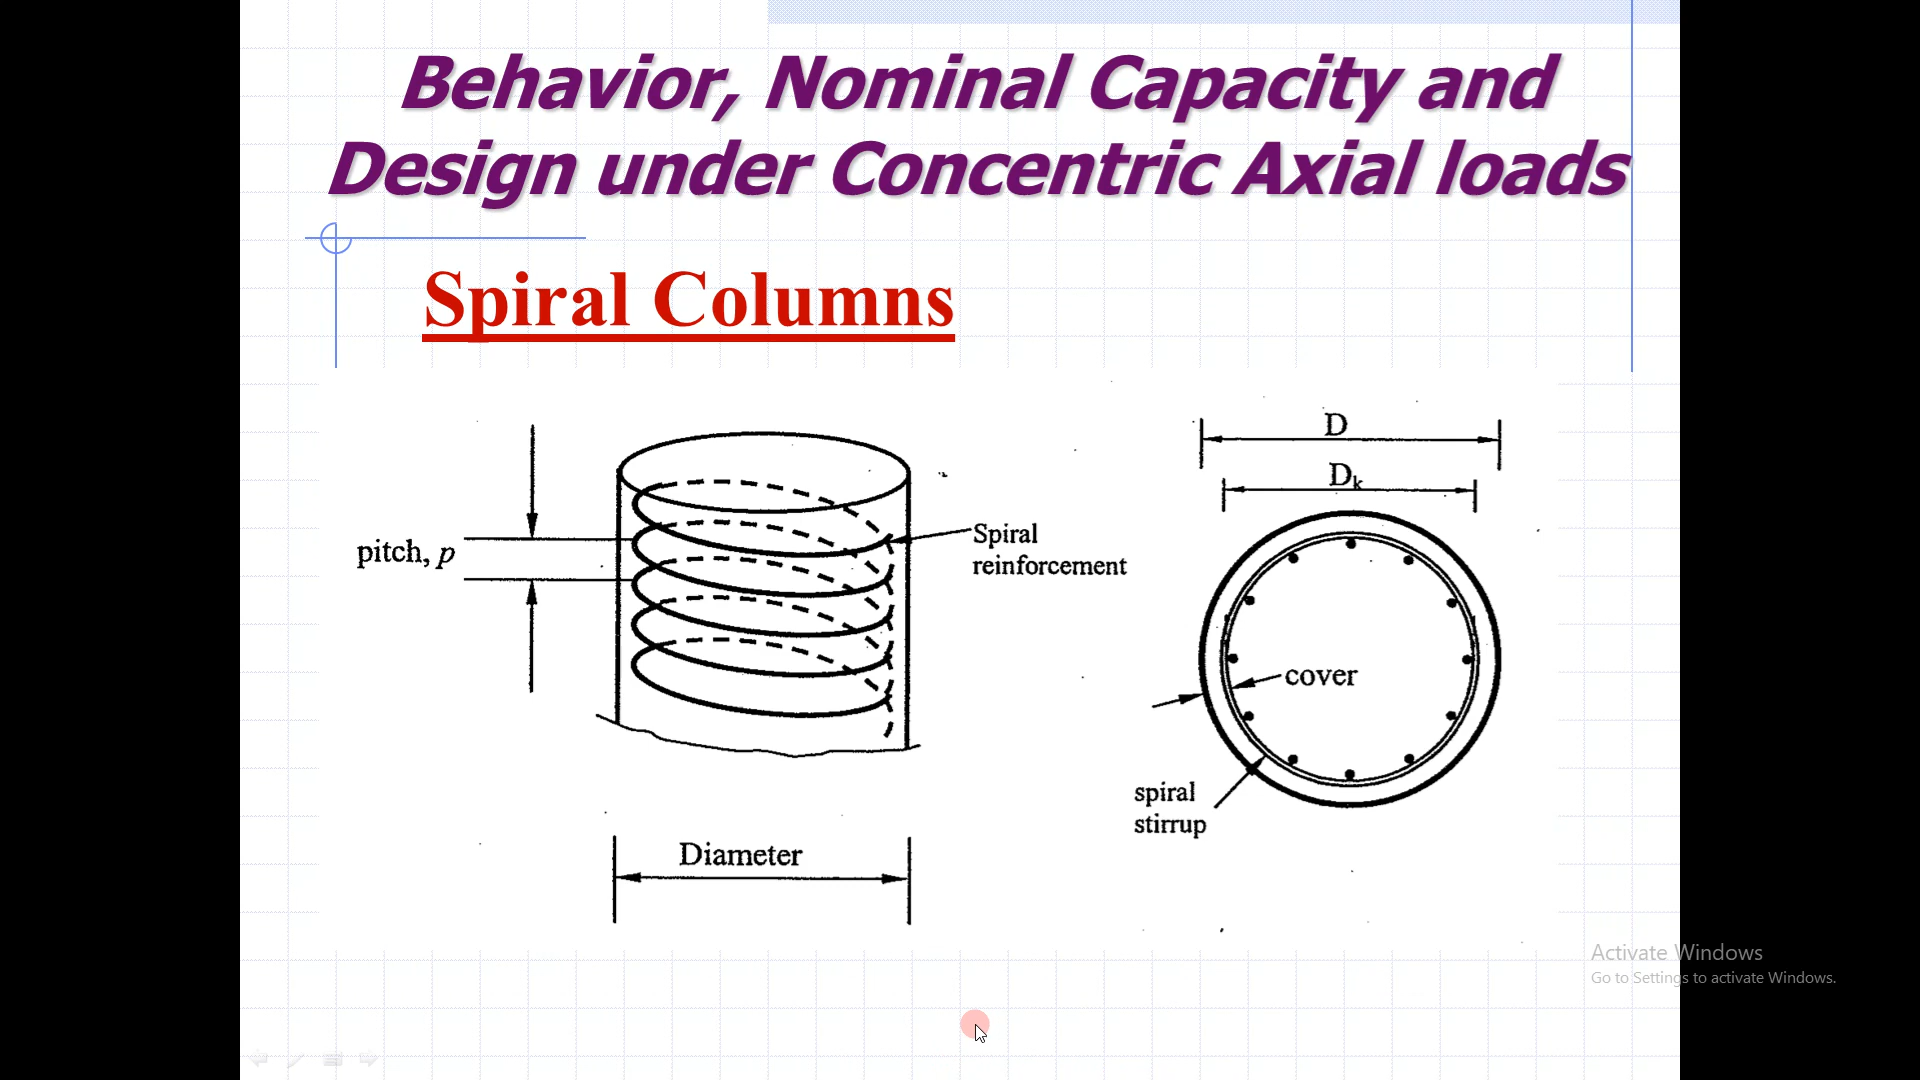 Behavior, Nominal Capacity and
Design under Concentric Axial loads
Spiral Columns
pitch, p
Spiral
reinforcement
Diameter
D
Dk
cover
spiral
stirrup
Activate Windows
Go to Settings to activate Windows.